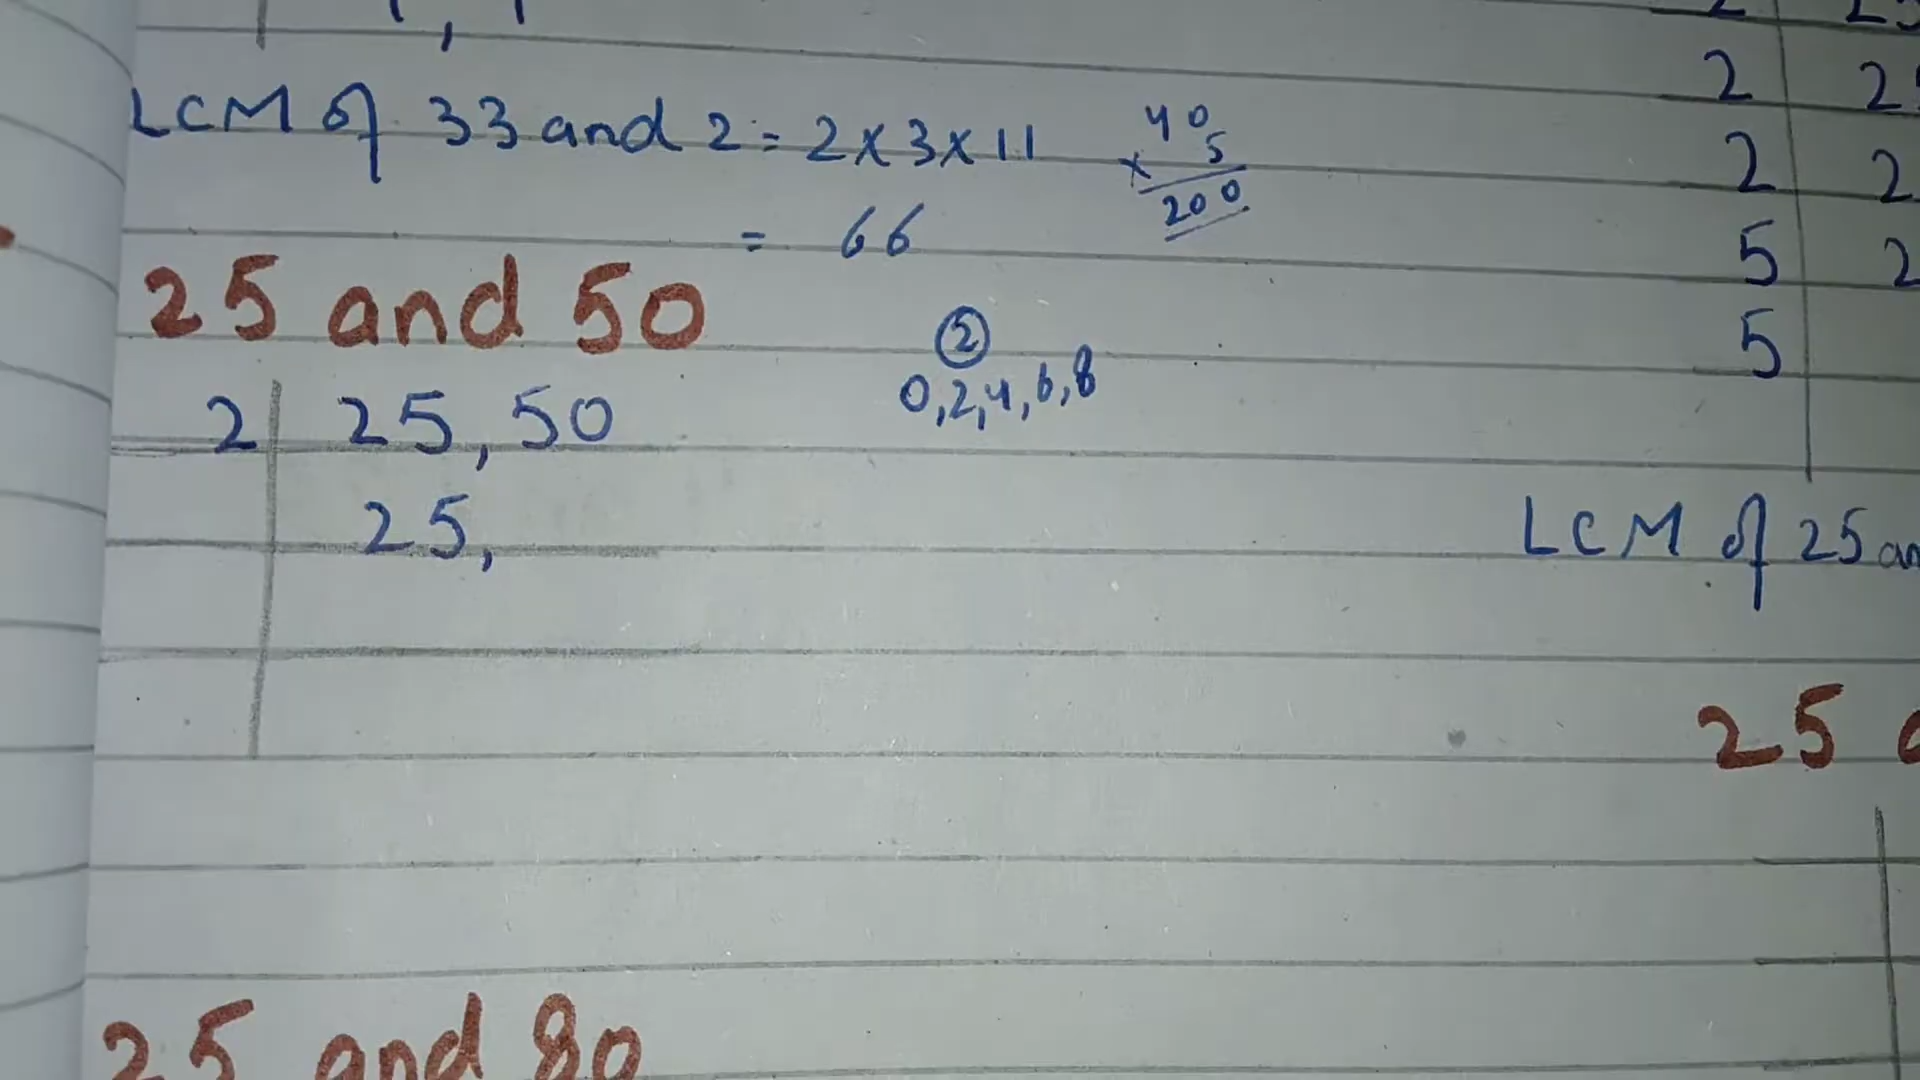 LCM of 33 and 2 = 2 x 3 x 11
= 66
40
x 5
200
25 and 50
2
0,2,4,6,8
2 25, 50
25,
25 and 80
2
2
2 2
5 2
5
LCM of 25
25